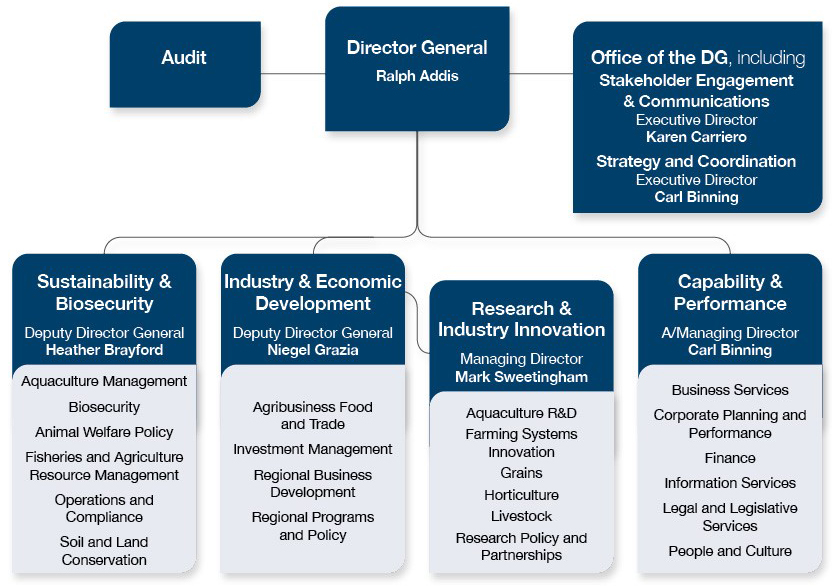 Audit
Director General
Ralph Addis
Office of the DG, including
Stakeholder Engagement
& Communications
Executive Director
Karen Carriero
Strategy and Coordination
Executive Director
Carl Binning
Sustainability &
Biosecurity
Deputy Director General
Heather Brayford
Aquaculture Management
Biosecurity
Animal Welfare Policy
Fisheries and Agriculture
Resource Management
Operations and
Compliance
Soil and Land
Conservation
Industry & Economic
Development
Deputy Director General
Niegel Grazia
Agribusiness Food
and Trade
Investment Management
Regional Business
Development
Regional Programs
and Policy
Research &
Industry Innovation
Managing Director
Mark Sweetingham
Aquaculture R&D
Farming Systems
Innovation
Grains
Horticulture
Livestock
Research Policy and
Partnerships
Capability &
Performance
A/Managing Director
Carl Binning
Business Services
Corporate Planning and
Performance
Finance
Information Services
Legal and Legislative
Services
People and Culture